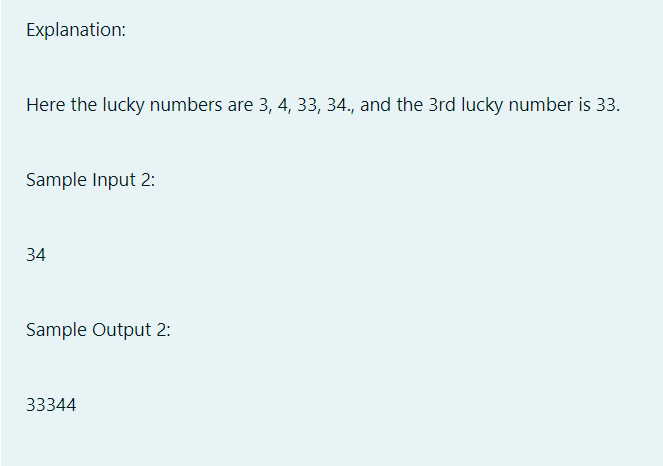 Explanation:
Here the lucky numbers are 3, 4, 33, 34., and the 3rd lucky number is 33.
Sample Input 2:
34
Sample Output 2:
33344